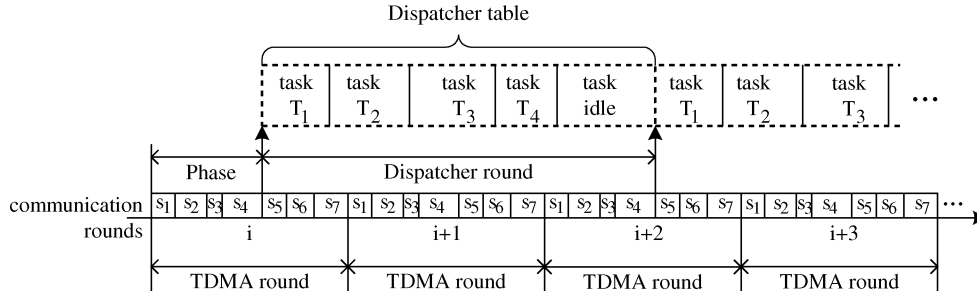 Dispatcher table
task task task task task task task task
T1 T2 T3 T4 idle T1 T2 T3 ...
Phase Dispatcher round
communication s1 s2 s3 s4 s5 s6 s7 s1 s2 s3 s4 s5 s6 s7 s1 s2 s3 s4 s5 s6 s7 s1 s2 s3 s4 s5 s6 s7 ...
rounds i i+1 i+2 i+3
TDMA round TDMA round TDMA round TDMA round